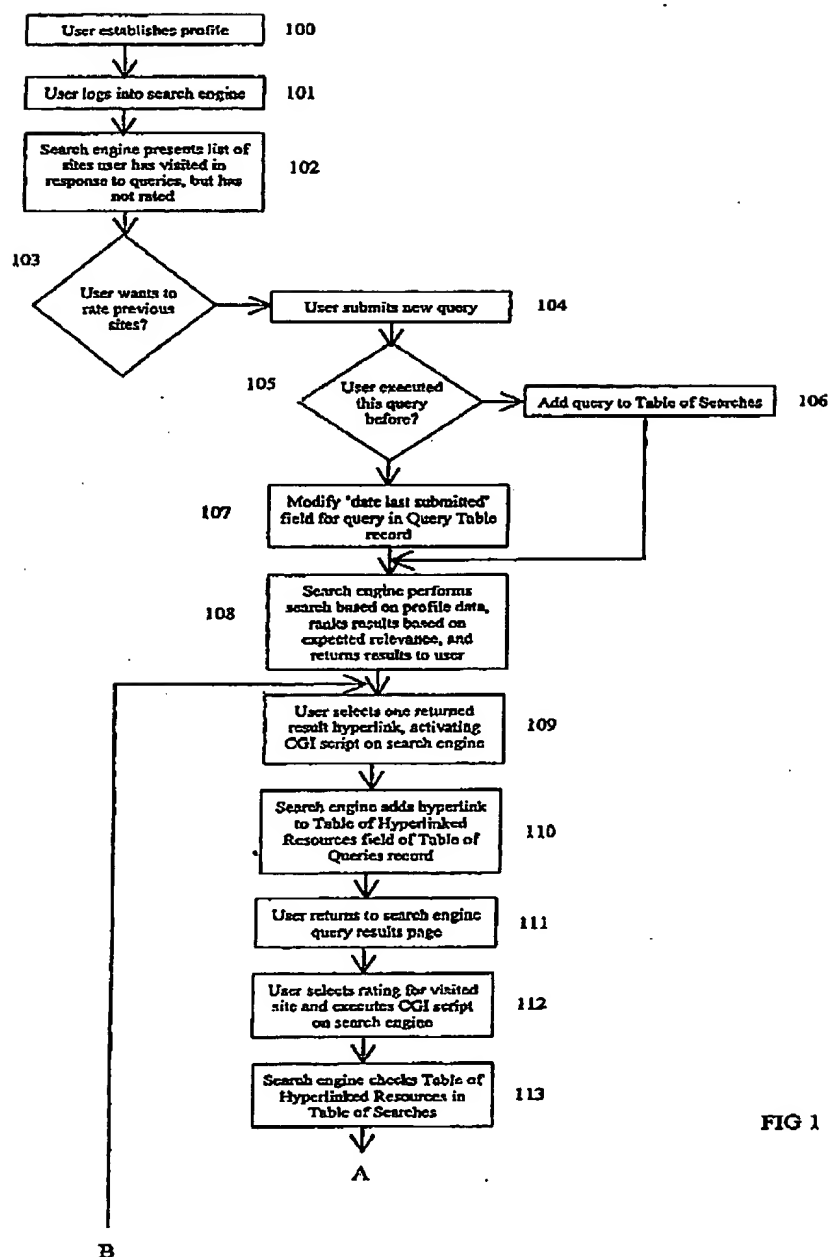 User establishes profile 100
User logs into search engine 101
Search engine presents list of
sites user has visited in
response to queries, but has
not rated
102
103
User wants to
rate previous
sites?
User submits new query 104
105
User executed
this query
before?
Add query to Table of Searches 106
107
Modify "date last submitted"
field for query in Query Table
record
108
Search engine performs
search based on profile data,
ranks results based on
expected relevance, and
returns results to user
User selects one returned
result hyperlink, activating
CGI script on search engine
109
Search engine adds hyperlink
to Table of Hyperlinked
Resources field of Table of
Queries record
110
User returns to search engine
query results page
111
User selects rating for visited
site and executes CGI script
on search engine
112
Search engine checks Table of
Hyperlinked Resources in
Table of Searches
113
A
FIG 1
B